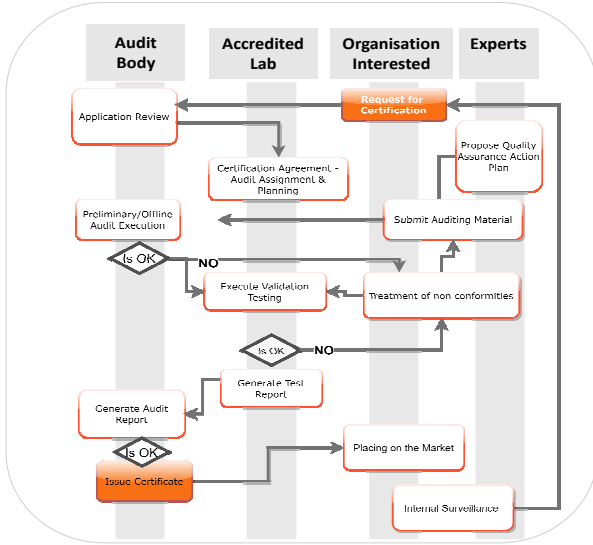 Audit
Body
Accredited
Lab
Organisation
Interested
Experts
Request for
Certification
Application Review
Propose Quality
Assurance Action
Plan
Certification Agreement -
Audit Assignment &
Planning
Preliminary/Offline
Audit Execution
Submit Auditing Material
Is OK
NO
Execute Validation
Testing
Treatment of non conformities
Is OK
NO
Generate Test
Report
Generate Audit
Report
Is OK
Placing on the Market
Issue Certificate
Internal Surveillance